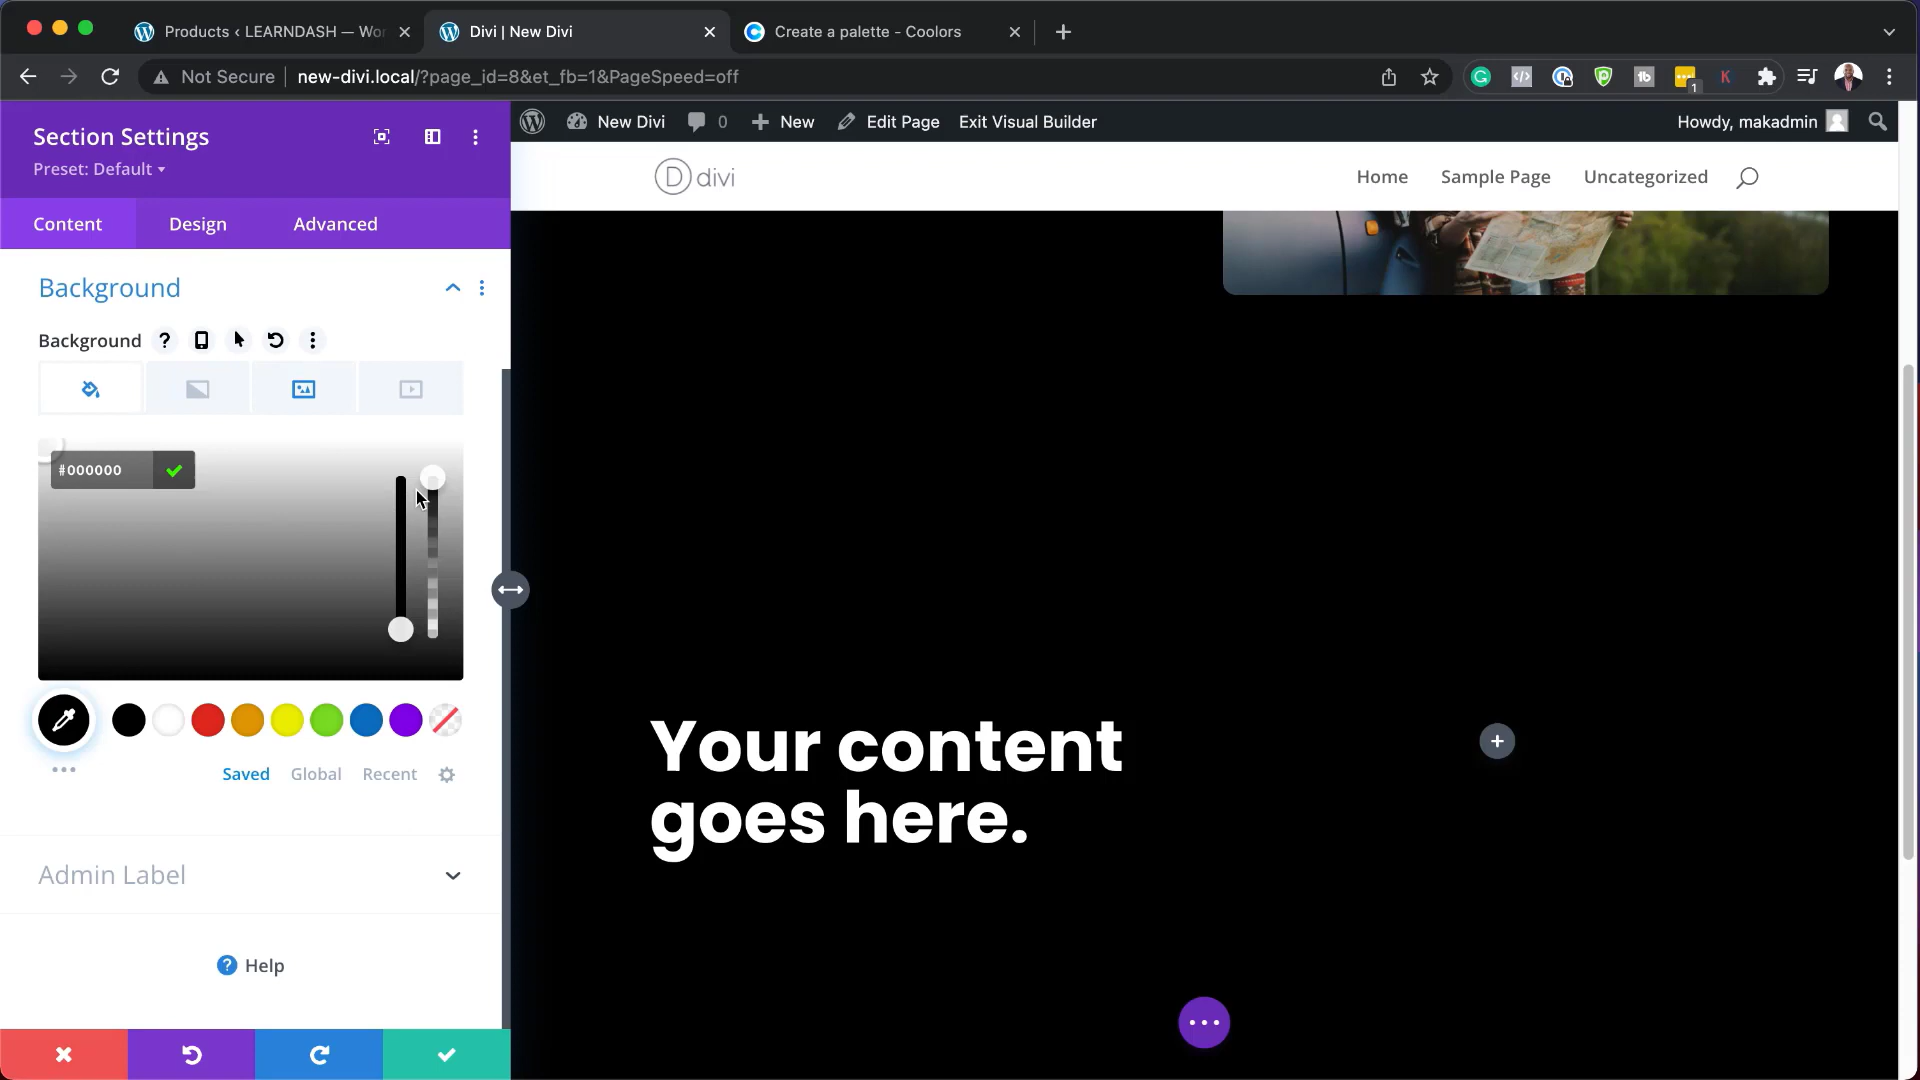 Products ‹ LEARNDASH — Wor
Divi | New Divi
Create a palette - Coolors
Not Secure
new-divi.local/?page_id=8&et_fb=1&PageSpeed=off
tb
1
K
Section Settings
Preset: Default
Content
Design
Advanced
New Divi
0
New
Edit Page
Exit Visual Builder
Howdy, makadmin
D divi
Home
Sample Page
Uncategorized
Background
Background
#000000
Saved
Global
Recent
Your content
goes here.
Admin Label
Help